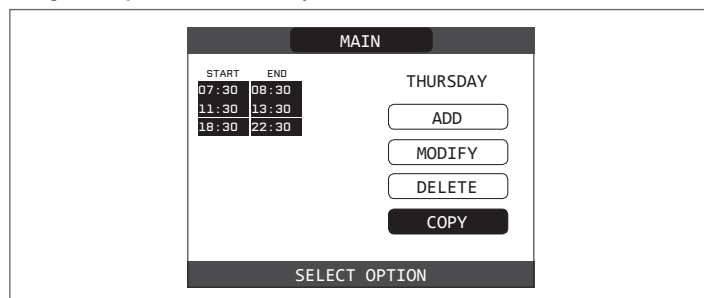 MAIN
START END
07:30 08:30
11:30 13:30
18:30 22:30
THURSDAY
ADD
MODIFY
DELETE
COPY
SELECT OPTION